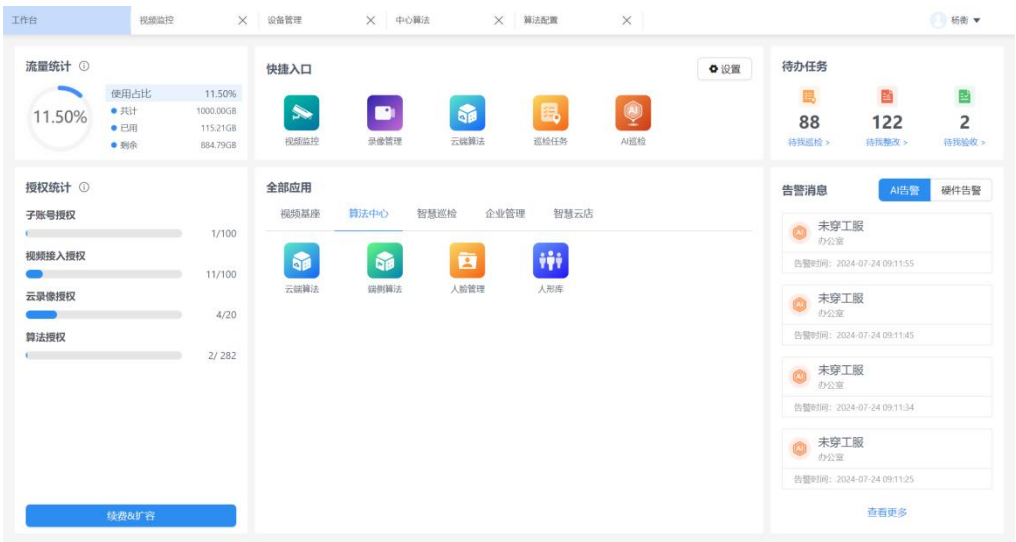 工作台 视频监控 设备管理 中心算法 算法配置 杨衡
流量统计
11.50%
使用占比 11.50%
共计 1000.00GB
已用 115.21GB
剩余 884.79GB
快捷入口 设置
视频监控 录像管理 云端算法 巡检任务 AI巡检
待办任务
88 122 2
待我巡检 > 待我整改 > 待我验收 >
授权统计
子账号授权
1/100
视频接入授权
11/100
云录像授权
4/20
算法授权
2/ 282
续费&扩容
全部应用
视频基座 算法中心 智慧巡检 企业管理 智慧云店
云端算法 端侧算法 人脸管理 人形库
告警消息 AI告警 硬件告警
AI 未穿工服
办公室
告警时间：2024-07-24 09:11:55
AI 未穿工服
办公室
告警时间：2024-07-24 09:11:45
AI 未穿工服
办公室
告警时间：2024-07-24 09:11:34
AI 未穿工服
办公室
告警时间：2024-07-24 09:11:25
查看更多